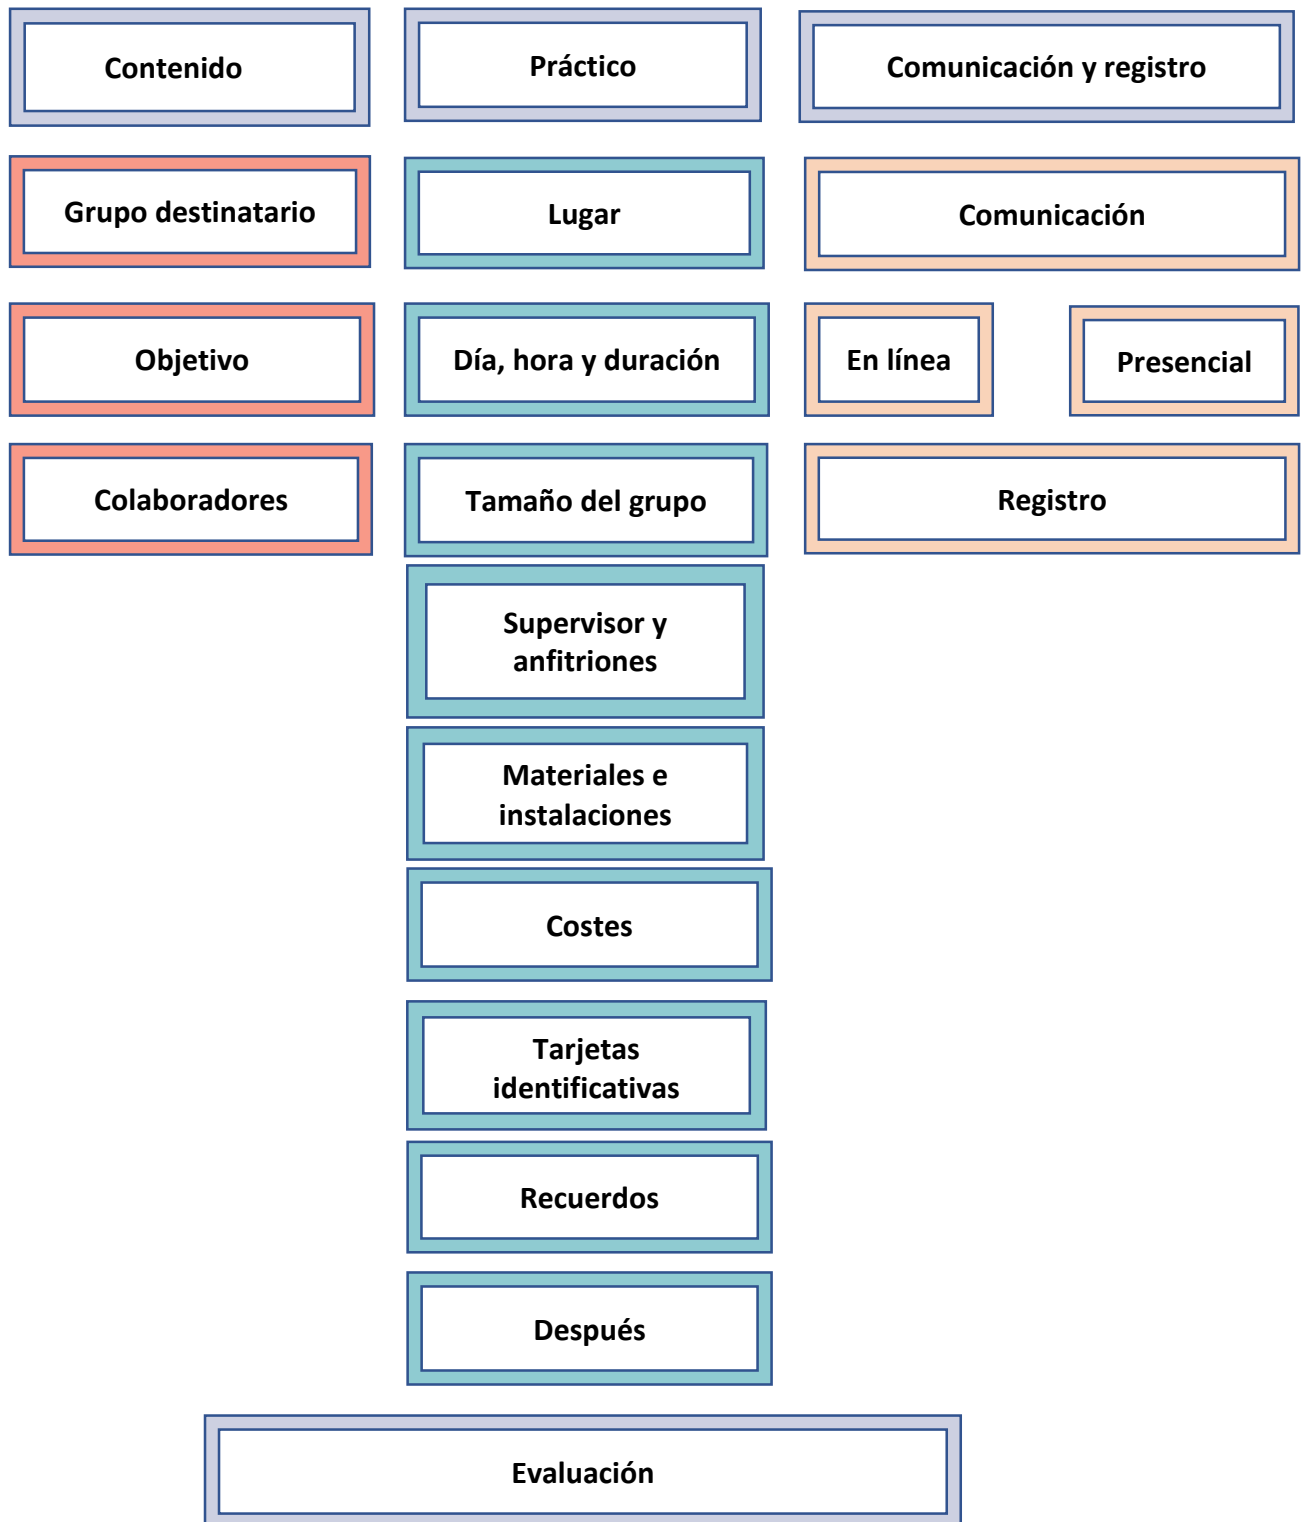 Contenido
Práctico
Comunicación y registro
Grupo destinatario
Lugar
Comunicación
Objetivo
Día, hora y duración
En línea
Presencial
Colaboradores
Tamaño del grupo
Registro
Supervisor y
anfitriones
Materiales e
instalaciones
Costes
Tarjetas
identificativas
Recuerdos
Después
Evaluación